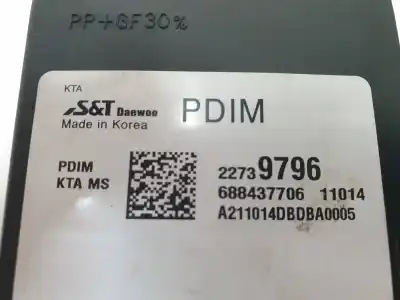 PP+GF30%
KTA
S&T Daewoo PDIM
Made in Korea
PDIM 22739796
KTA MS 688437706 11014
A211014DBDBA0005